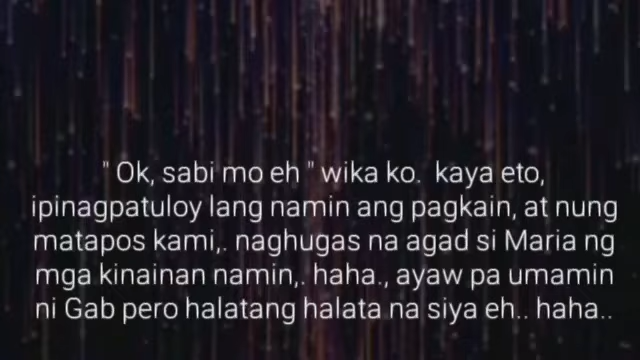 " Ok, sabi mo eh " wika ko.  kaya eto,
ipinagpatuloy lang namin ang pagkain, at nung
matapos kami,. naghugas na agad si Maria ng
mga kinainan namin,. haha., ayaw pa umamin
ni Gab pero halatang halata na siya eh.. haha..